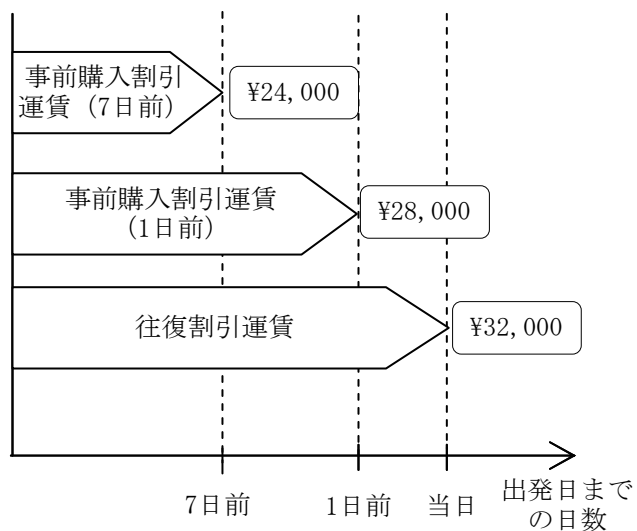 事前購入割引
運賃（7日前）
¥24,000
事前購入割引運賃
（1日前）
¥28,000
往復割引運賃
¥32,000
7日前
1日前
当日
出発日まで
の日数